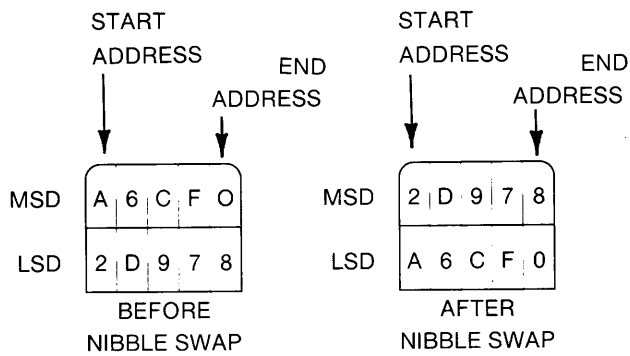 START
ADDRESS
END
ADDRESS
MSD A 6 C F O
LSD 2 D 9 7 8
BEFORE
NIBBLE SWAP
START
ADDRESS
END
ADDRESS
MSD 2 D 9 7 8
LSD A 6 C F 0
AFTER
NIBBLE SWAP